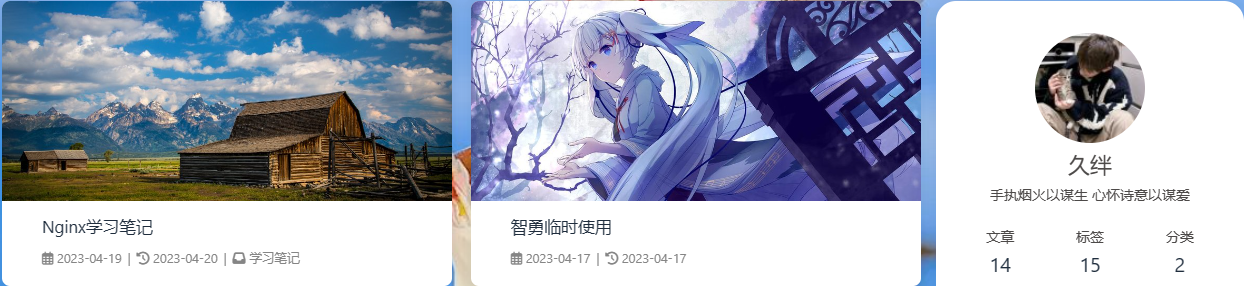 Nginx学习笔记
2023-04-19 | 2023-04-20 | 学习笔记
智勇临时使用
2023-04-17 | 2023-04-17
久绊
手执烟火以谋生 心怀诗意以谋爱
文章 标签 分类
14 15 2